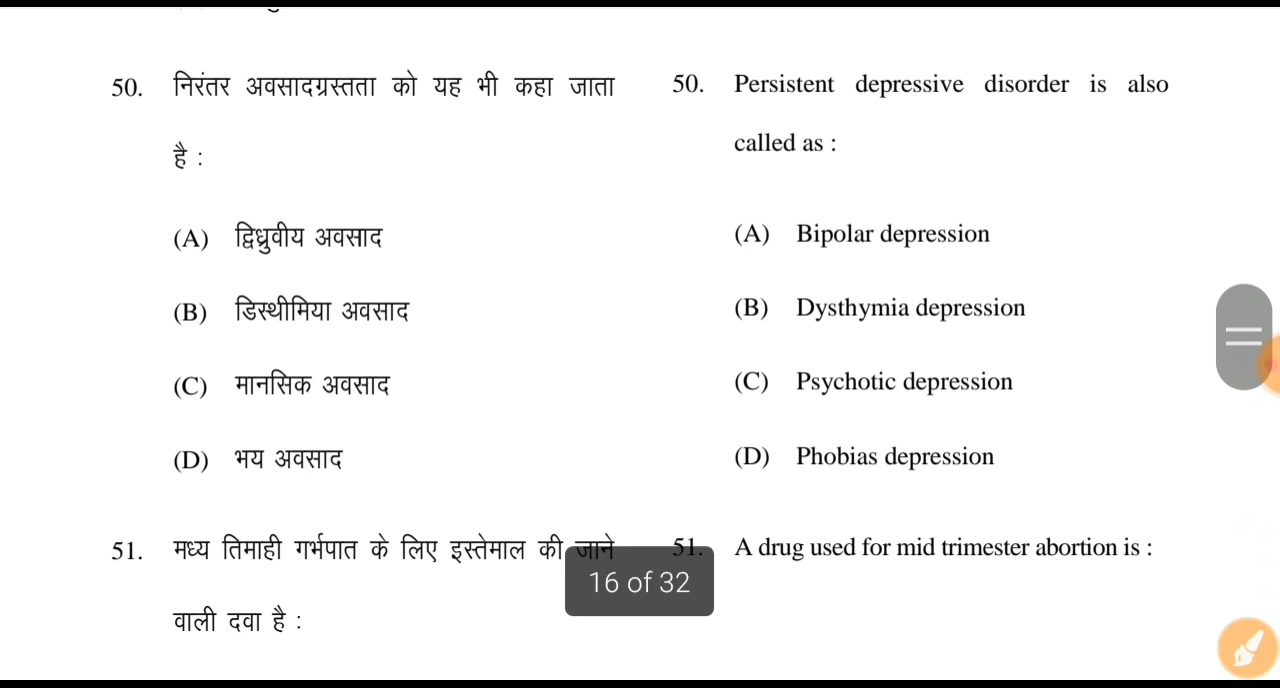 50. निरंतर अवसादग्रस्तता को यह भी कहा जाता
है :
(A) द्विध्रुवीय अवसाद
(B) डिस्थीमिया अवसाद
(C) मानसिक अवसाद
(D) भय अवसाद
51. मध्य तिमाही गर्भपात के लिए इस्तेमाल की जाने
वाली दवा है :
50. Persistent depressive disorder is also
called as :
(A) Bipolar depression
(B) Dysthymia depression
(C) Psychotic depression
(D) Phobias depression
51. A drug used for mid trimester abortion is :
16 of 32